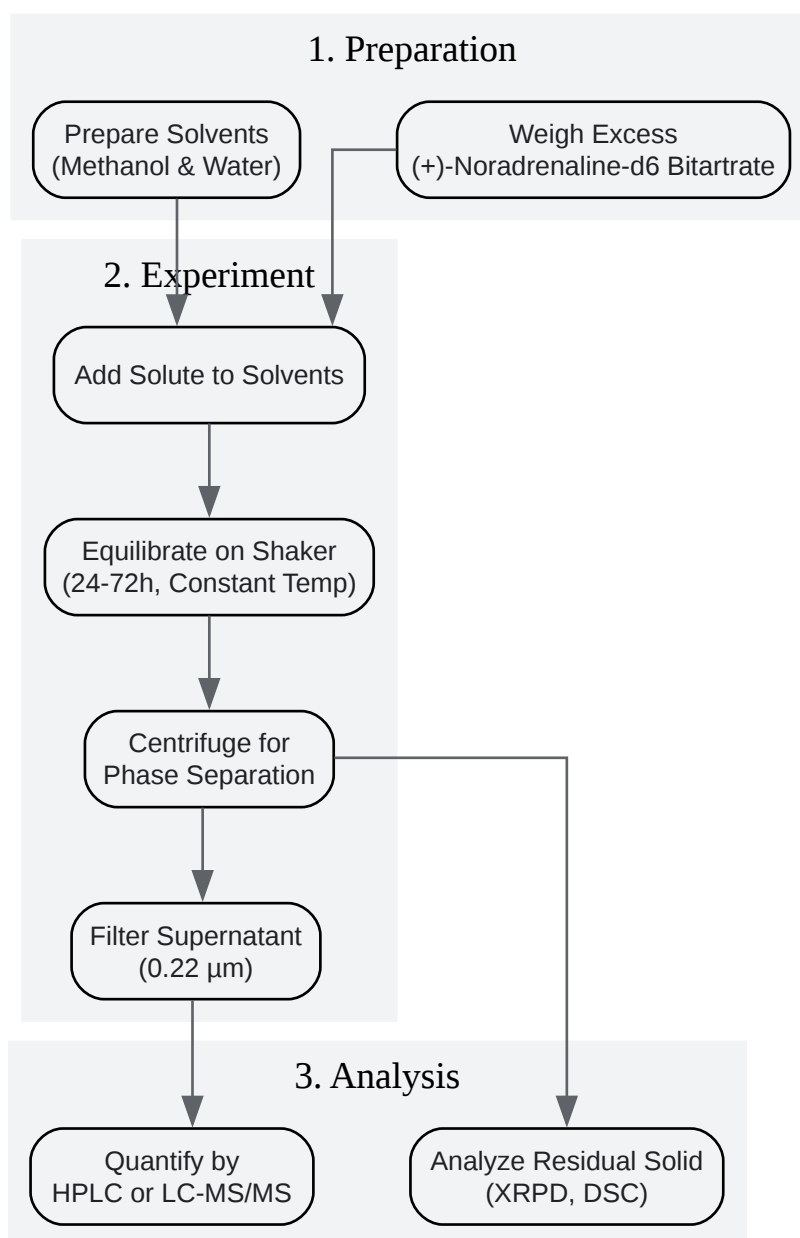 1. Preparation
Prepare Solvents
(Methanol & Water)
Weigh Excess
(+)-Noradrenaline-d6 Bitartrate
2. Experiment
Add Solute to Solvents
Equilibrate on Shaker
(24-72h, Constant Temp)
Centrifuge for
Phase Separation
Filter Supernatant
(0.22 µm)
3. Analysis
Quantify by
HPLC or LC-MS/MS
Analyze Residual Solid
(XRPD, DSC)